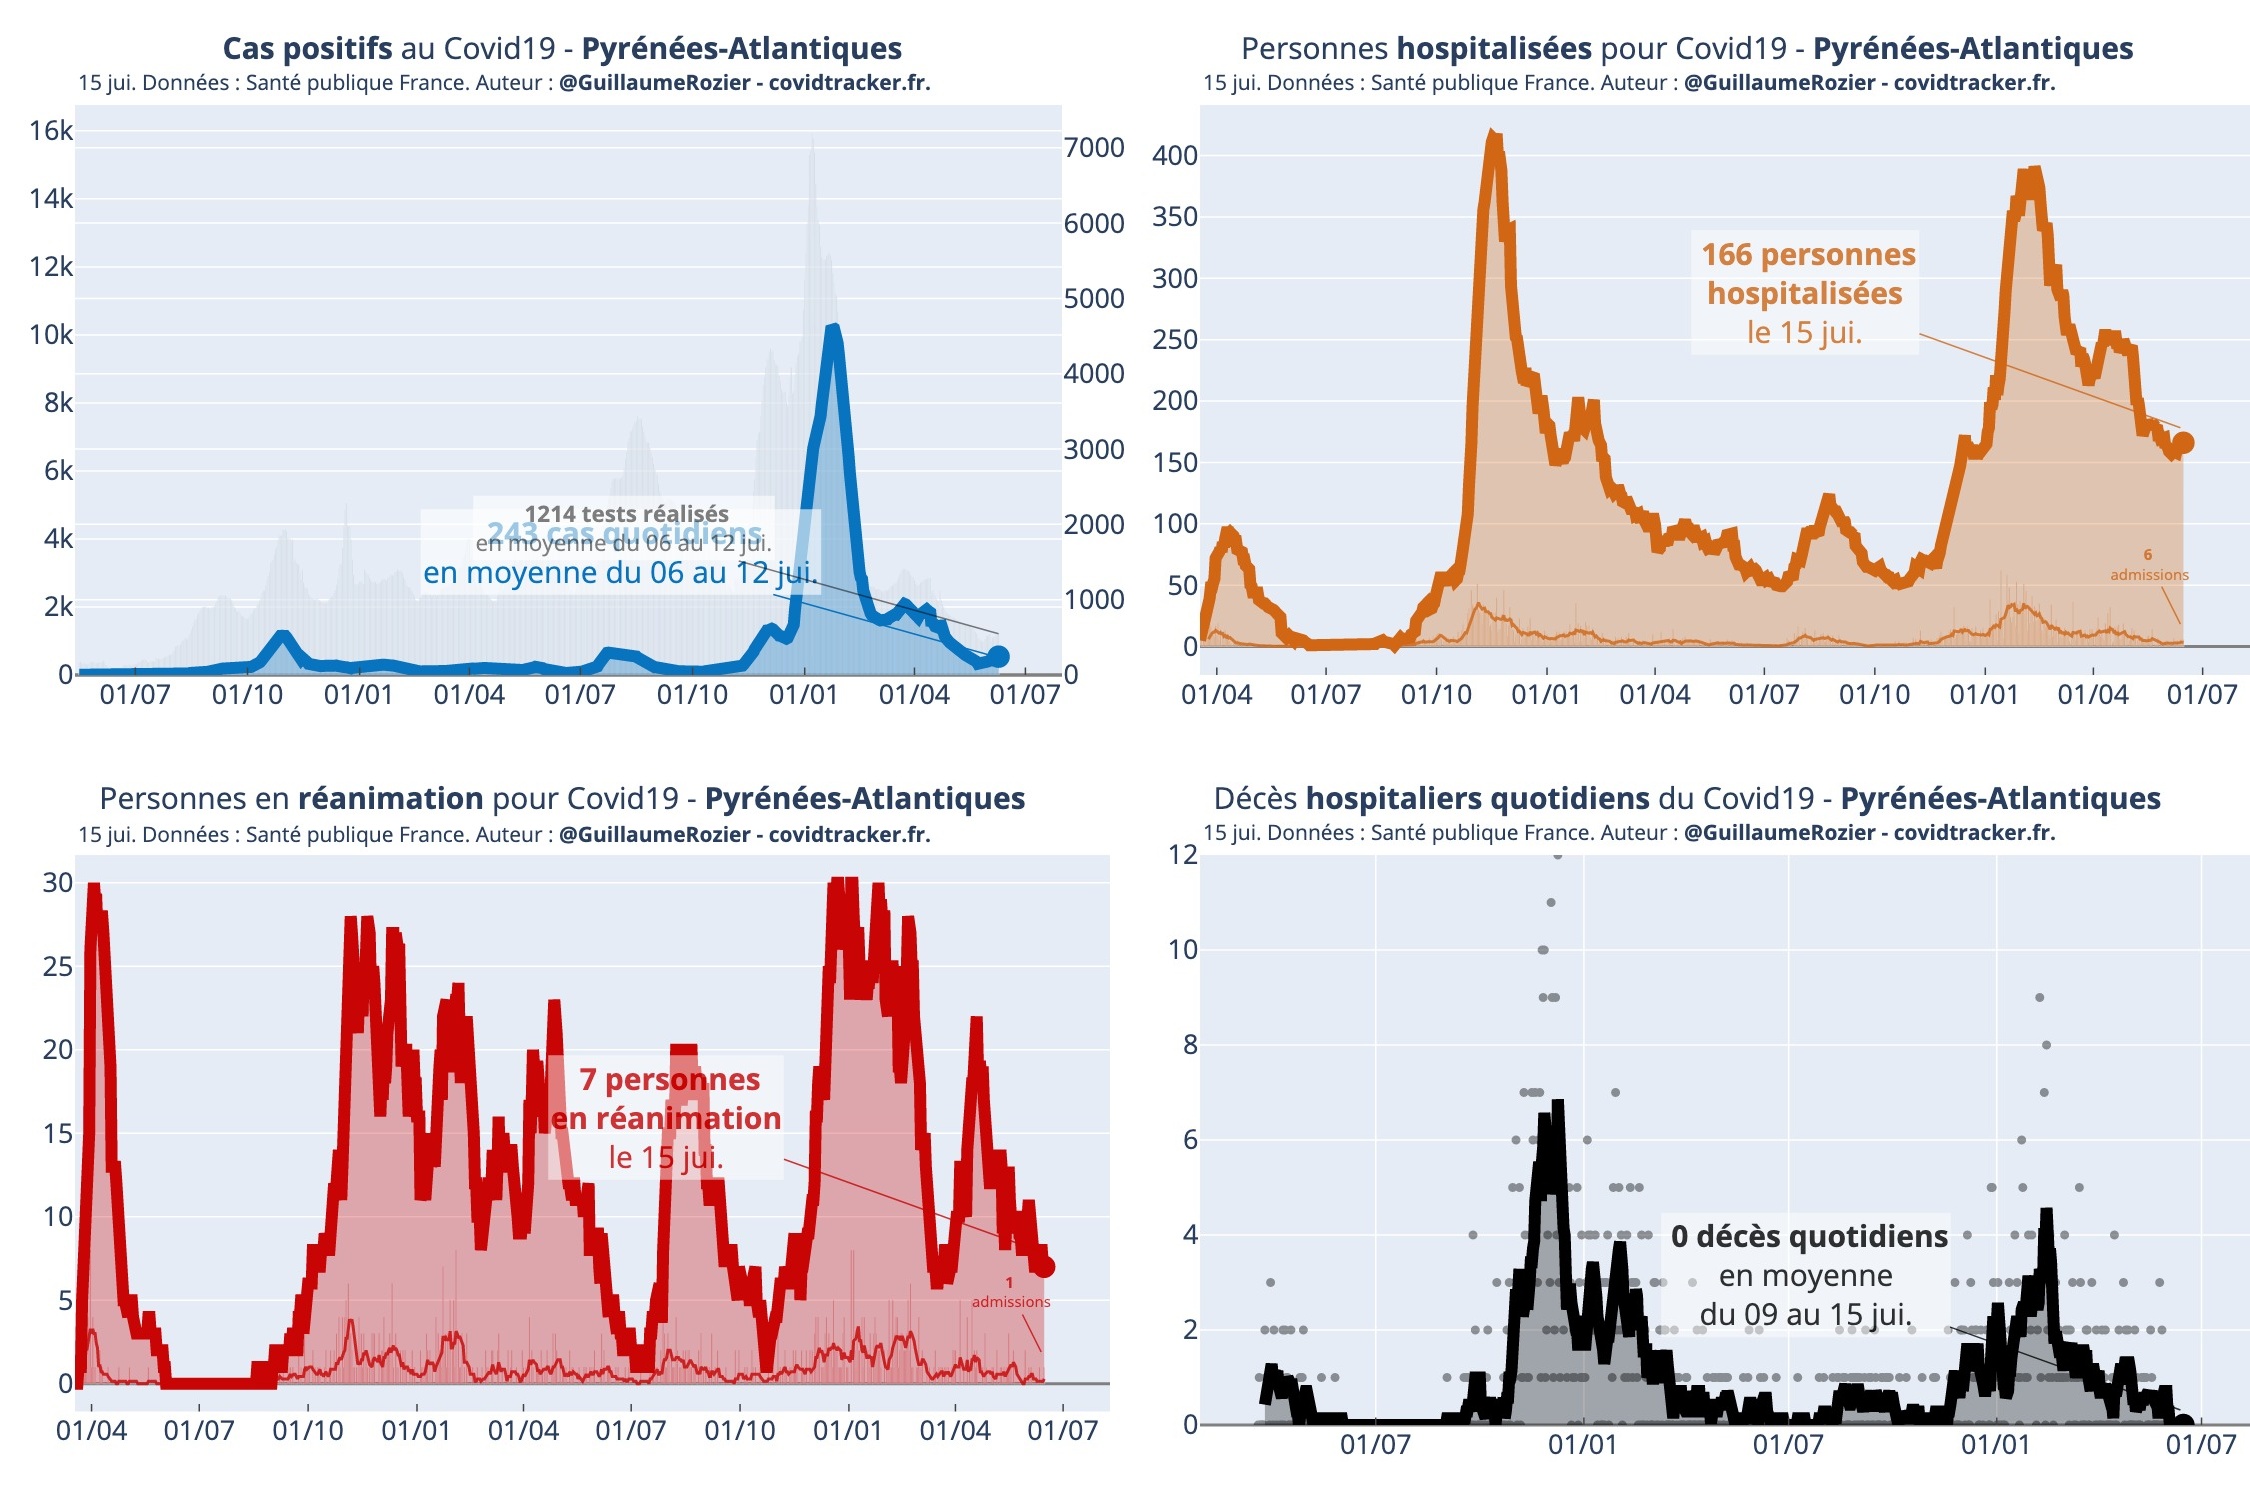 Cas positifs au Covid19 - Pyrénées-Atlantiques
15 jui. Données : Santé publique France. Auteur : @GuillaumeRozier - covidtracker.fr.
16k
14k
12k
10k
8k
6k
4k
2k
0
7000
6000
5000
4000
3000
2000
1000
0
1214 tests réalisés
en moyenne du 06 au 12 jui.
243 cas quotidiens
en moyenne du 06 au 12 jui.
01/07 01/10 01/01 01/04 01/07 01/10 01/01 01/04 01/07
Personnes hospitalisées pour Covid19 - Pyrénées-Atlantiques
15 jui. Données : Santé publique France. Auteur : @GuillaumeRozier - covidtracker.fr.
400
350
300
250
200
150
100
50
0
166 personnes
hospitalisées
le 15 jui.
6
admissions
01/04 01/07 01/10 01/01 01/04 01/07 01/10 01/01 01/04 01/07
Personnes en réanimation pour Covid19 - Pyrénées-Atlantiques
15 jui. Données : Santé publique France. Auteur : @GuillaumeRozier - covidtracker.fr.
30
25
20
15
10
5
0
7 personnes
en réanimation
le 15 jui.
1
admissions
01/04 01/07 01/10 01/01 01/04 01/07 01/10 01/01 01/04 01/07
Décès hospitaliers quotidiens du Covid19 - Pyrénées-Atlantiques
15 jui. Données : Santé publique France. Auteur : @GuillaumeRozier - covidtracker.fr.
12
10
8
6
4
2
0
0 décès quotidiens
en moyenne
du 09 au 15 jui.
01/07 01/01 01/07 01/01 01/07